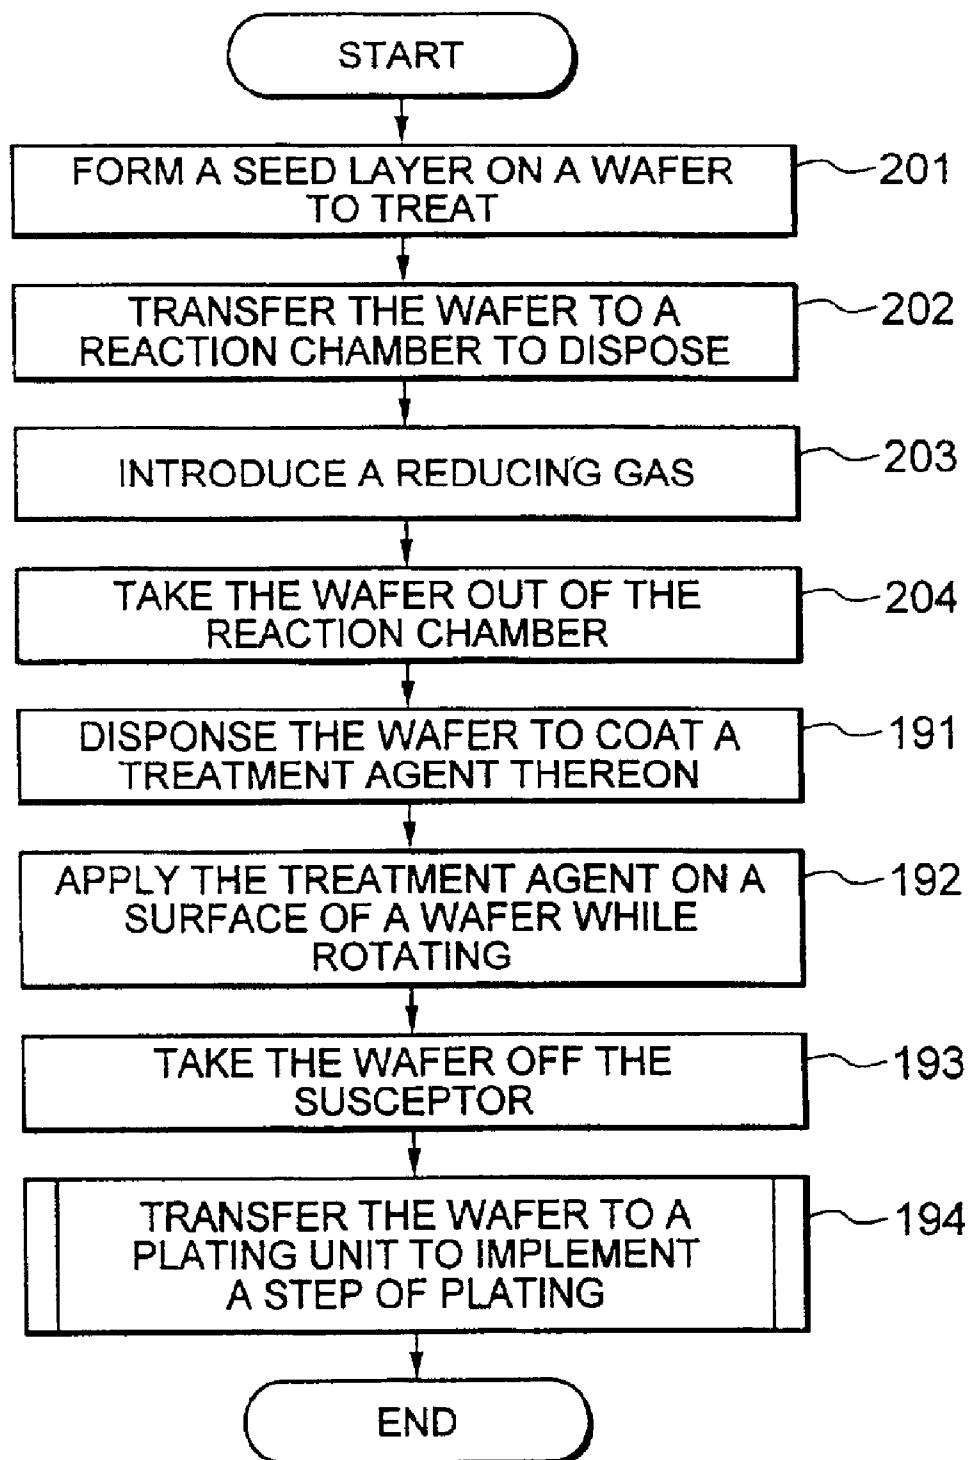 START
FORM A SEED LAYER ON A WAFER
TO TREAT
201
TRANSFER THE WAFER TO A
REACTION CHAMBER TO DISPOSE
202
INTRODUCE A REDUCING GAS
203
TAKE THE WAFER OUT OF THE
REACTION CHAMBER
204
DISPONSE THE WAFER TO COAT A
TREATMENT AGENT THEREON
191
APPLY THE TREATMENT AGENT ON A
SURFACE OF A WAFER WHILE
ROTATING
192
TAKE THE WAFER OFF THE
SUSCEPTOR
193
TRANSFER THE WAFER TO A
PLATING UNIT TO IMPLEMENT
A STEP OF PLATING
194
END